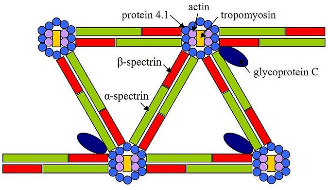 actin
protein 4.1
tropomyosin
β-spectrin
glycoprotein C
α-spectrin